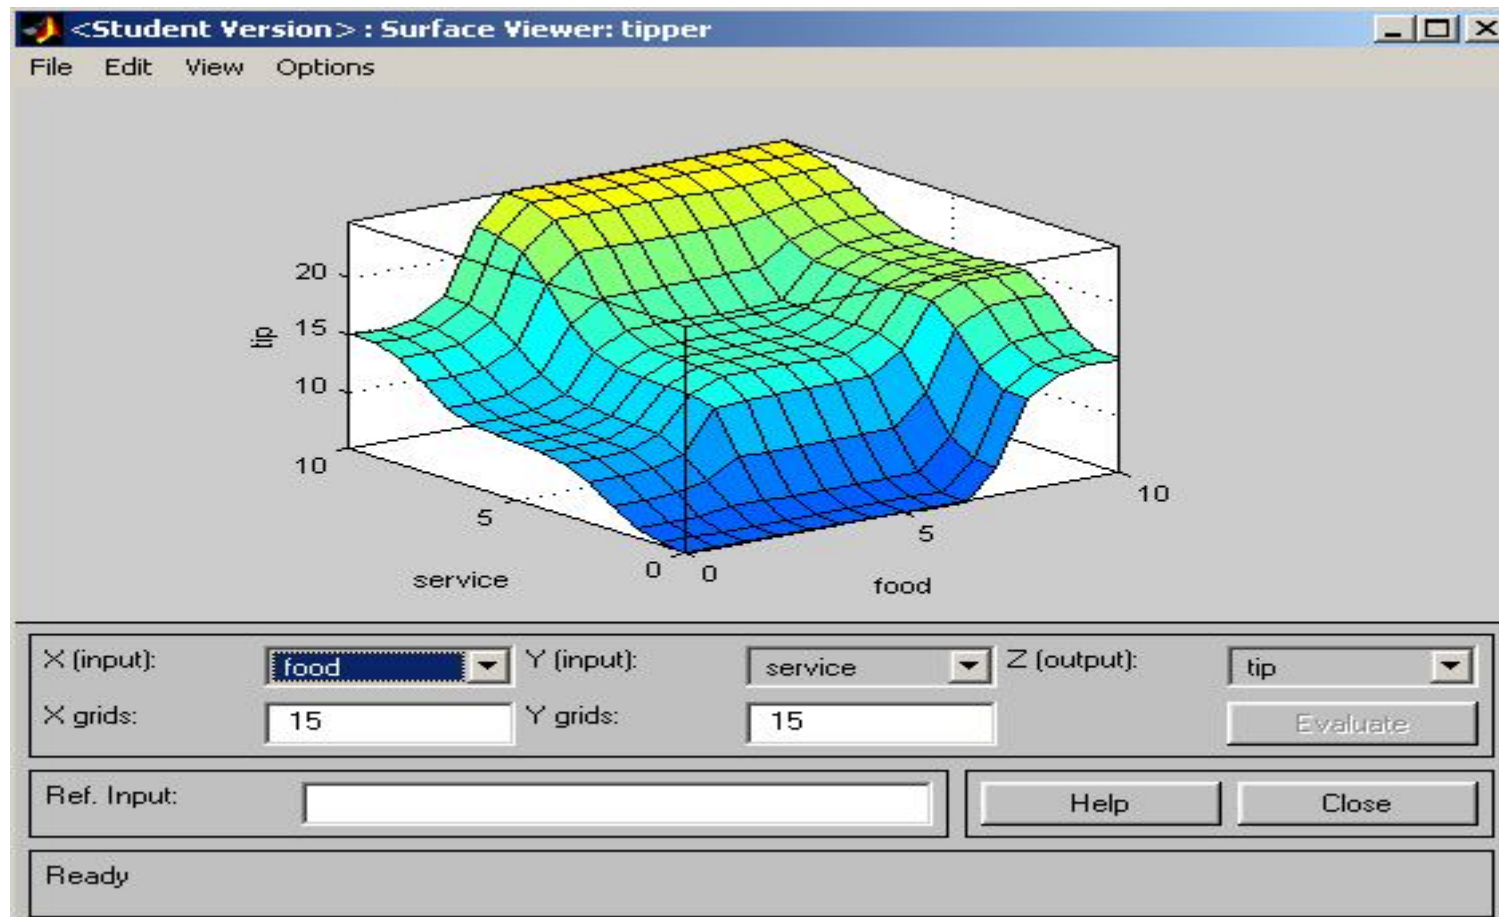 <Student Version> : Surface Viewer: tipper
File Edit View Options
20
15
10
tip
10
5
0
service
0
5
10
food
X (input): food Y (input): service Z (output): tip
X grids: 15 Y grids: 15 Evaluate
Ref. Input: Help Close
Ready